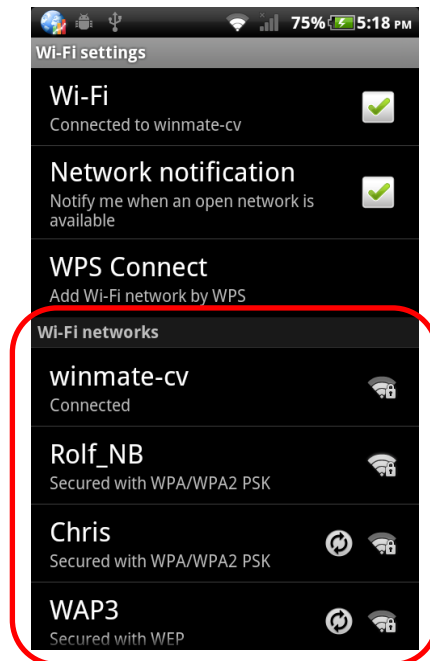 75% 5:18 PM
Wi-Fi settings
Wi-Fi
Connected to winmate-cv
Network notification
Notify me when an open network is
available
WPS Connect
Add Wi-Fi network by WPS
Wi-Fi networks
winmate-cv
Connected
Rolf_NB
Secured with WPA/WPA2 PSK
Chris
Secured with WPA/WPA2 PSK
WAP3
Secured with WEP